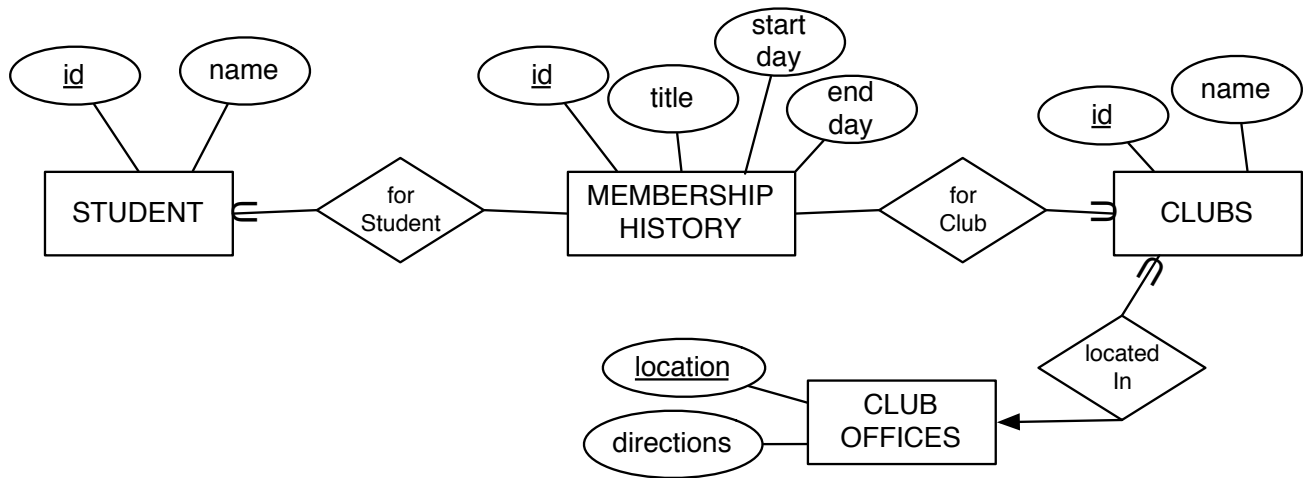 id
name
id
title
start
day
end
day
id
name
STUDENT
for
Student
MEMBERSHIP
HISTORY
for
Club
CLUBS
location
directions
CLUB
OFFICES
located
In